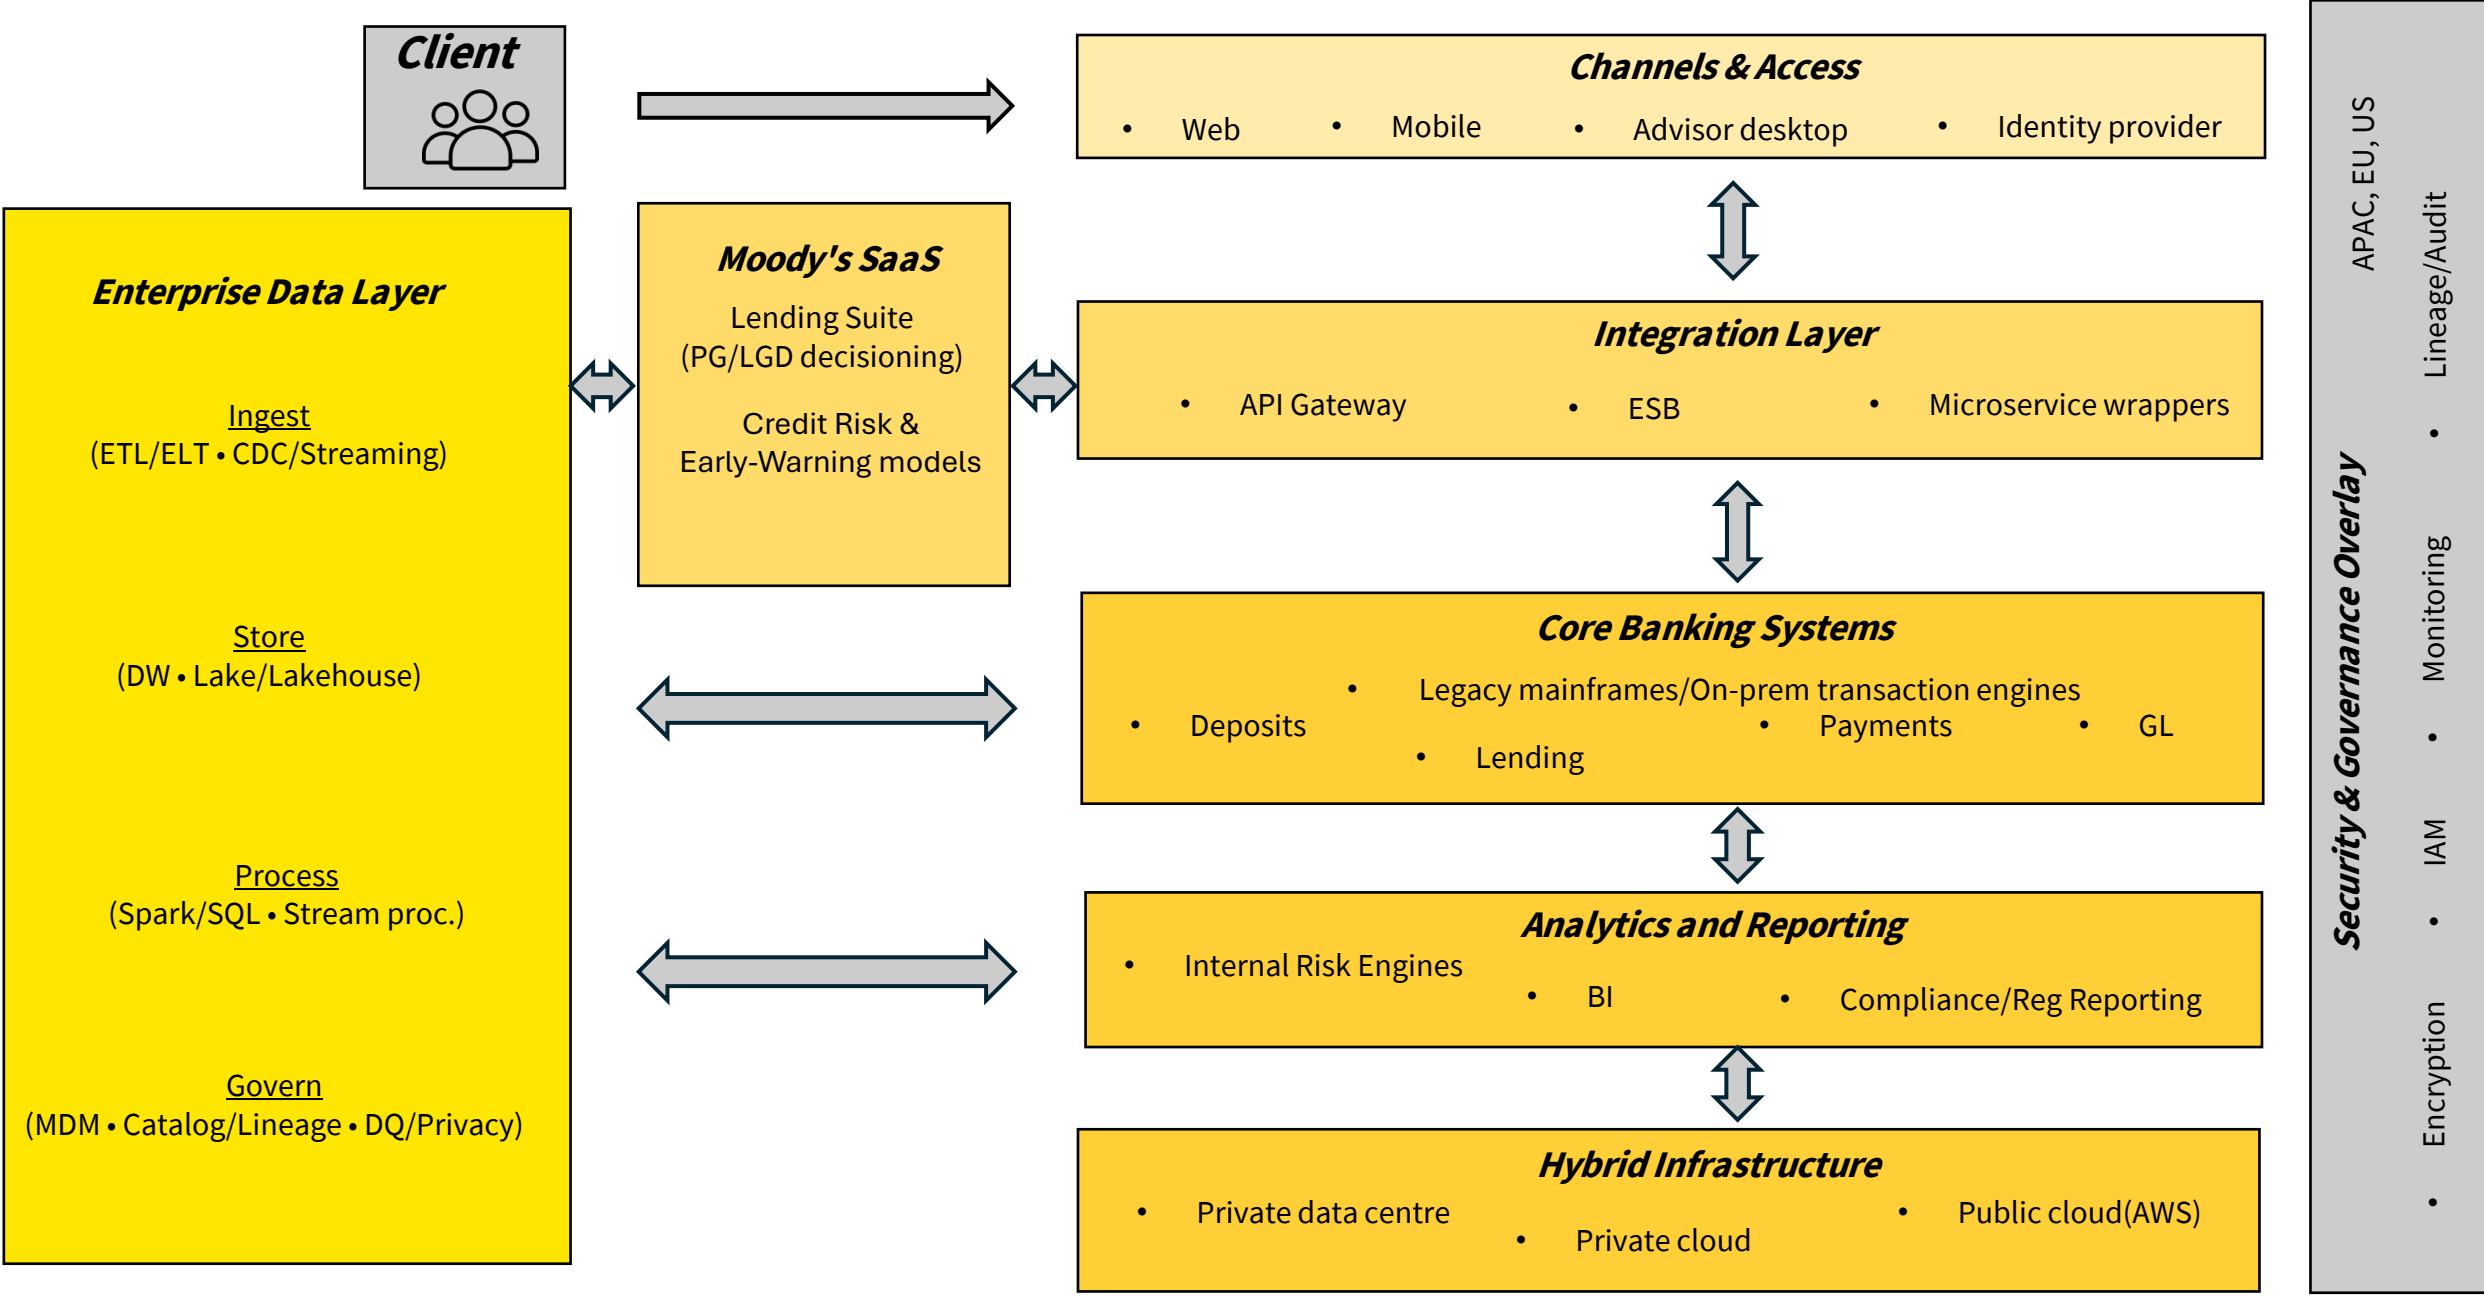 Client
Channels & Access
• Web • Mobile • Advisor desktop • Identity provider
Enterprise Data Layer
Ingest
(ETL/ELT • CDC/Streaming)
Store
(DW • Lake/Lakehouse)
Process
(Spark/SQL • Stream proc.)
Govern
(MDM • Catalog/Lineage • DQ/Privacy)
Moody's SaaS
Lending Suite
(PG/LGD decisioning)
Credit Risk &
Early-Warning models
Integration Layer
• API Gateway • ESB • Microservice wrappers
Core Banking Systems
• Legacy mainframes/On-prem transaction engines
• Deposits • Payments • GL
• Lending
Analytics and Reporting
• Internal Risk Engines
• BI • Compliance/Reg Reporting
Hybrid Infrastructure
• Private data centre • Public cloud(AWS)
• Private cloud
Security & Governance Overlay
APAC, EU, US
• Encryption • IAM • Monitoring • Lineage/Audit